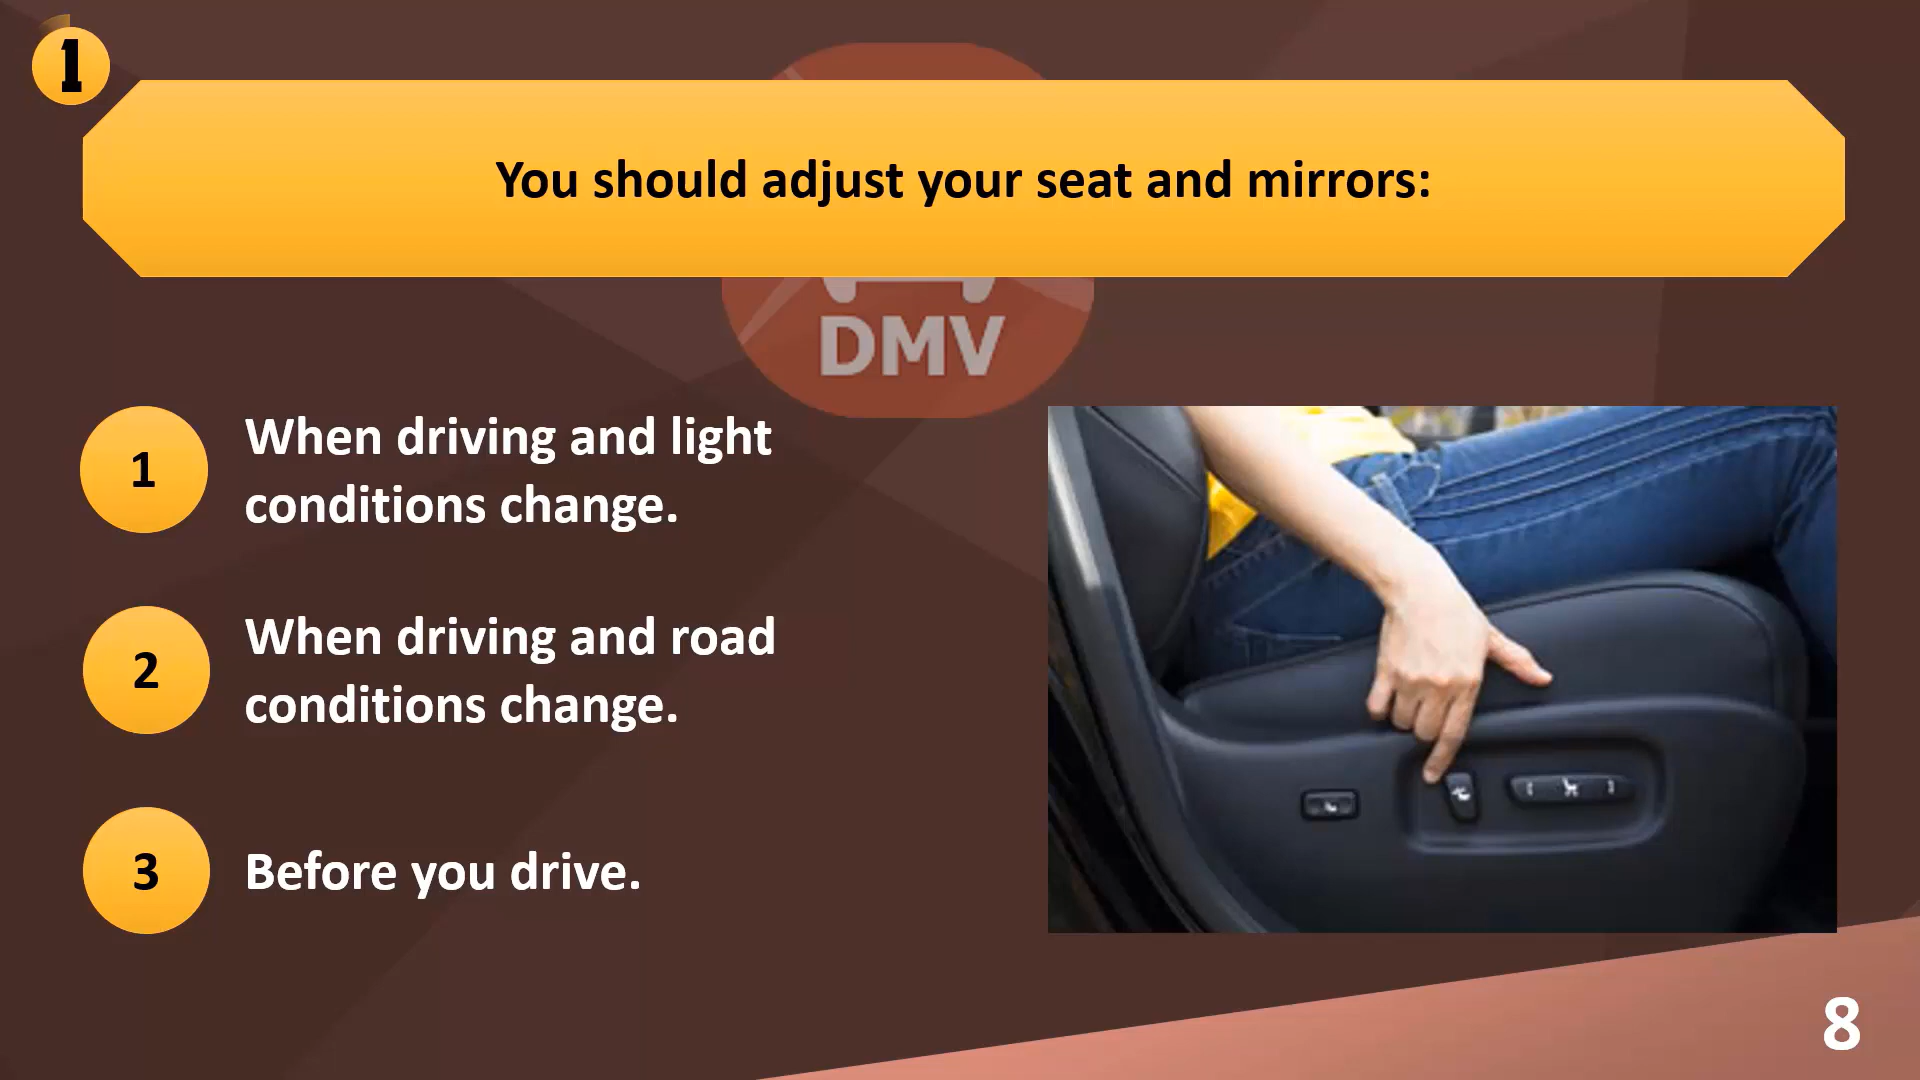 1
You should adjust your seat and mirrors:
DMV
1
When driving and light
conditions change.
2
When driving and road
conditions change.
3
Before you drive.
8